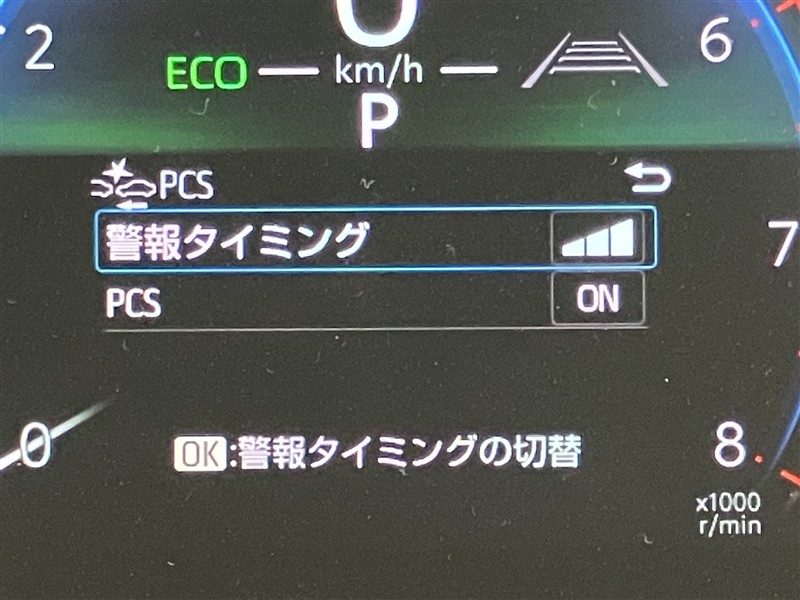 0
2
6
ECO
km/h
P
PCS
警報タイミング
7
PCS
ON
0
OK:警報タイミングの切替
8
x1000
r/min